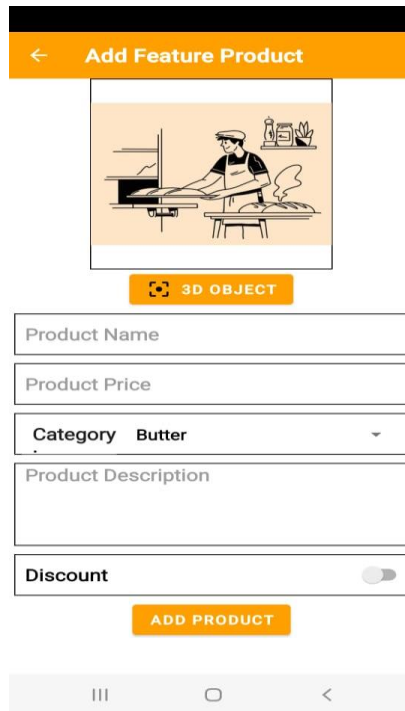 Add Feature Product
3D OBJECT
Product Name
Product Price
Category Butter
Product Description
Discount
ADD PRODUCT